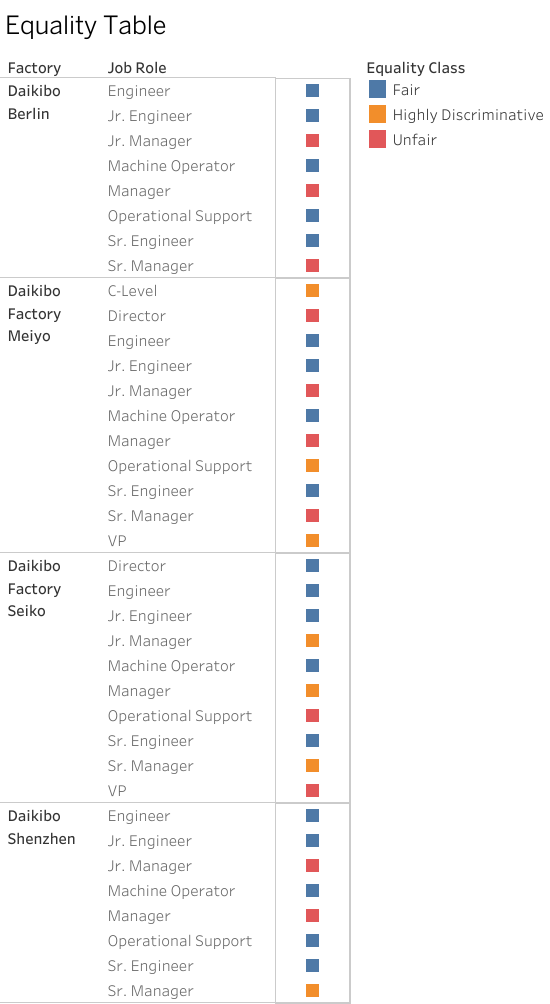 Equality Table
Factory Job Role Equality Class
Daikibo Engineer Fair
Berlin Jr. Engineer Highly Discriminative
Jr. Manager Unfair
Machine Operator
Manager
Operational Support
Sr. Engineer
Sr. Manager
Daikibo C-Level
Factory Director
Meiyo Engineer
Jr. Engineer
Jr. Manager
Machine Operator
Manager
Operational Support
Sr. Engineer
Sr. Manager
VP
Daikibo Director
Factory Engineer
Seiko Jr. Engineer
Jr. Manager
Machine Operator
Manager
Operational Support
Sr. Engineer
Sr. Manager
VP
Daikibo Engineer
Shenzhen Jr. Engineer
Jr. Manager
Machine Operator
Manager
Operational Support
Sr. Engineer
Sr. Manager